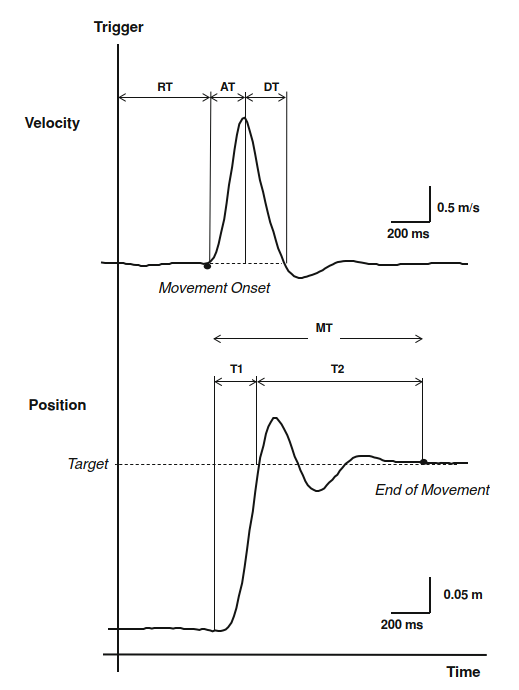 Trigger
RT
AT
DT
Velocity
0.5 m/s
200 ms
Movement Onset
MT
T1
T2
Position
Target
End of Movement
0.05 m
200 ms
Time